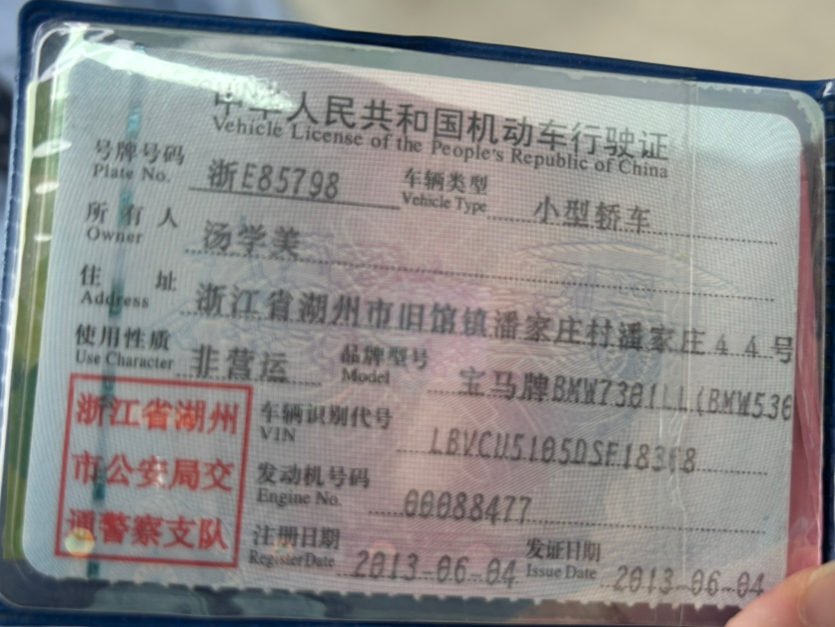 中华人民共和国机动车行驶证
Vehicle License of the People's Republic of China
号牌号码 浙E85798 车辆类型 小型轿车
Plate No. Vehicle Type
所有人 汤学美
Owner
住址 浙江省湖州市旧馆镇潘家庄村潘家庄44号
Address
使用性质 非营运 品牌型号 宝马牌BMW7301LL(BMW536
Use Character Model
浙江省湖州
市公安局交
通警察支队
车辆识别代号
VIN
发动机号码 00088477
Engine No.
注册日期 2013-06-04 发证日期 2013-06-04
Register Date Issue Date